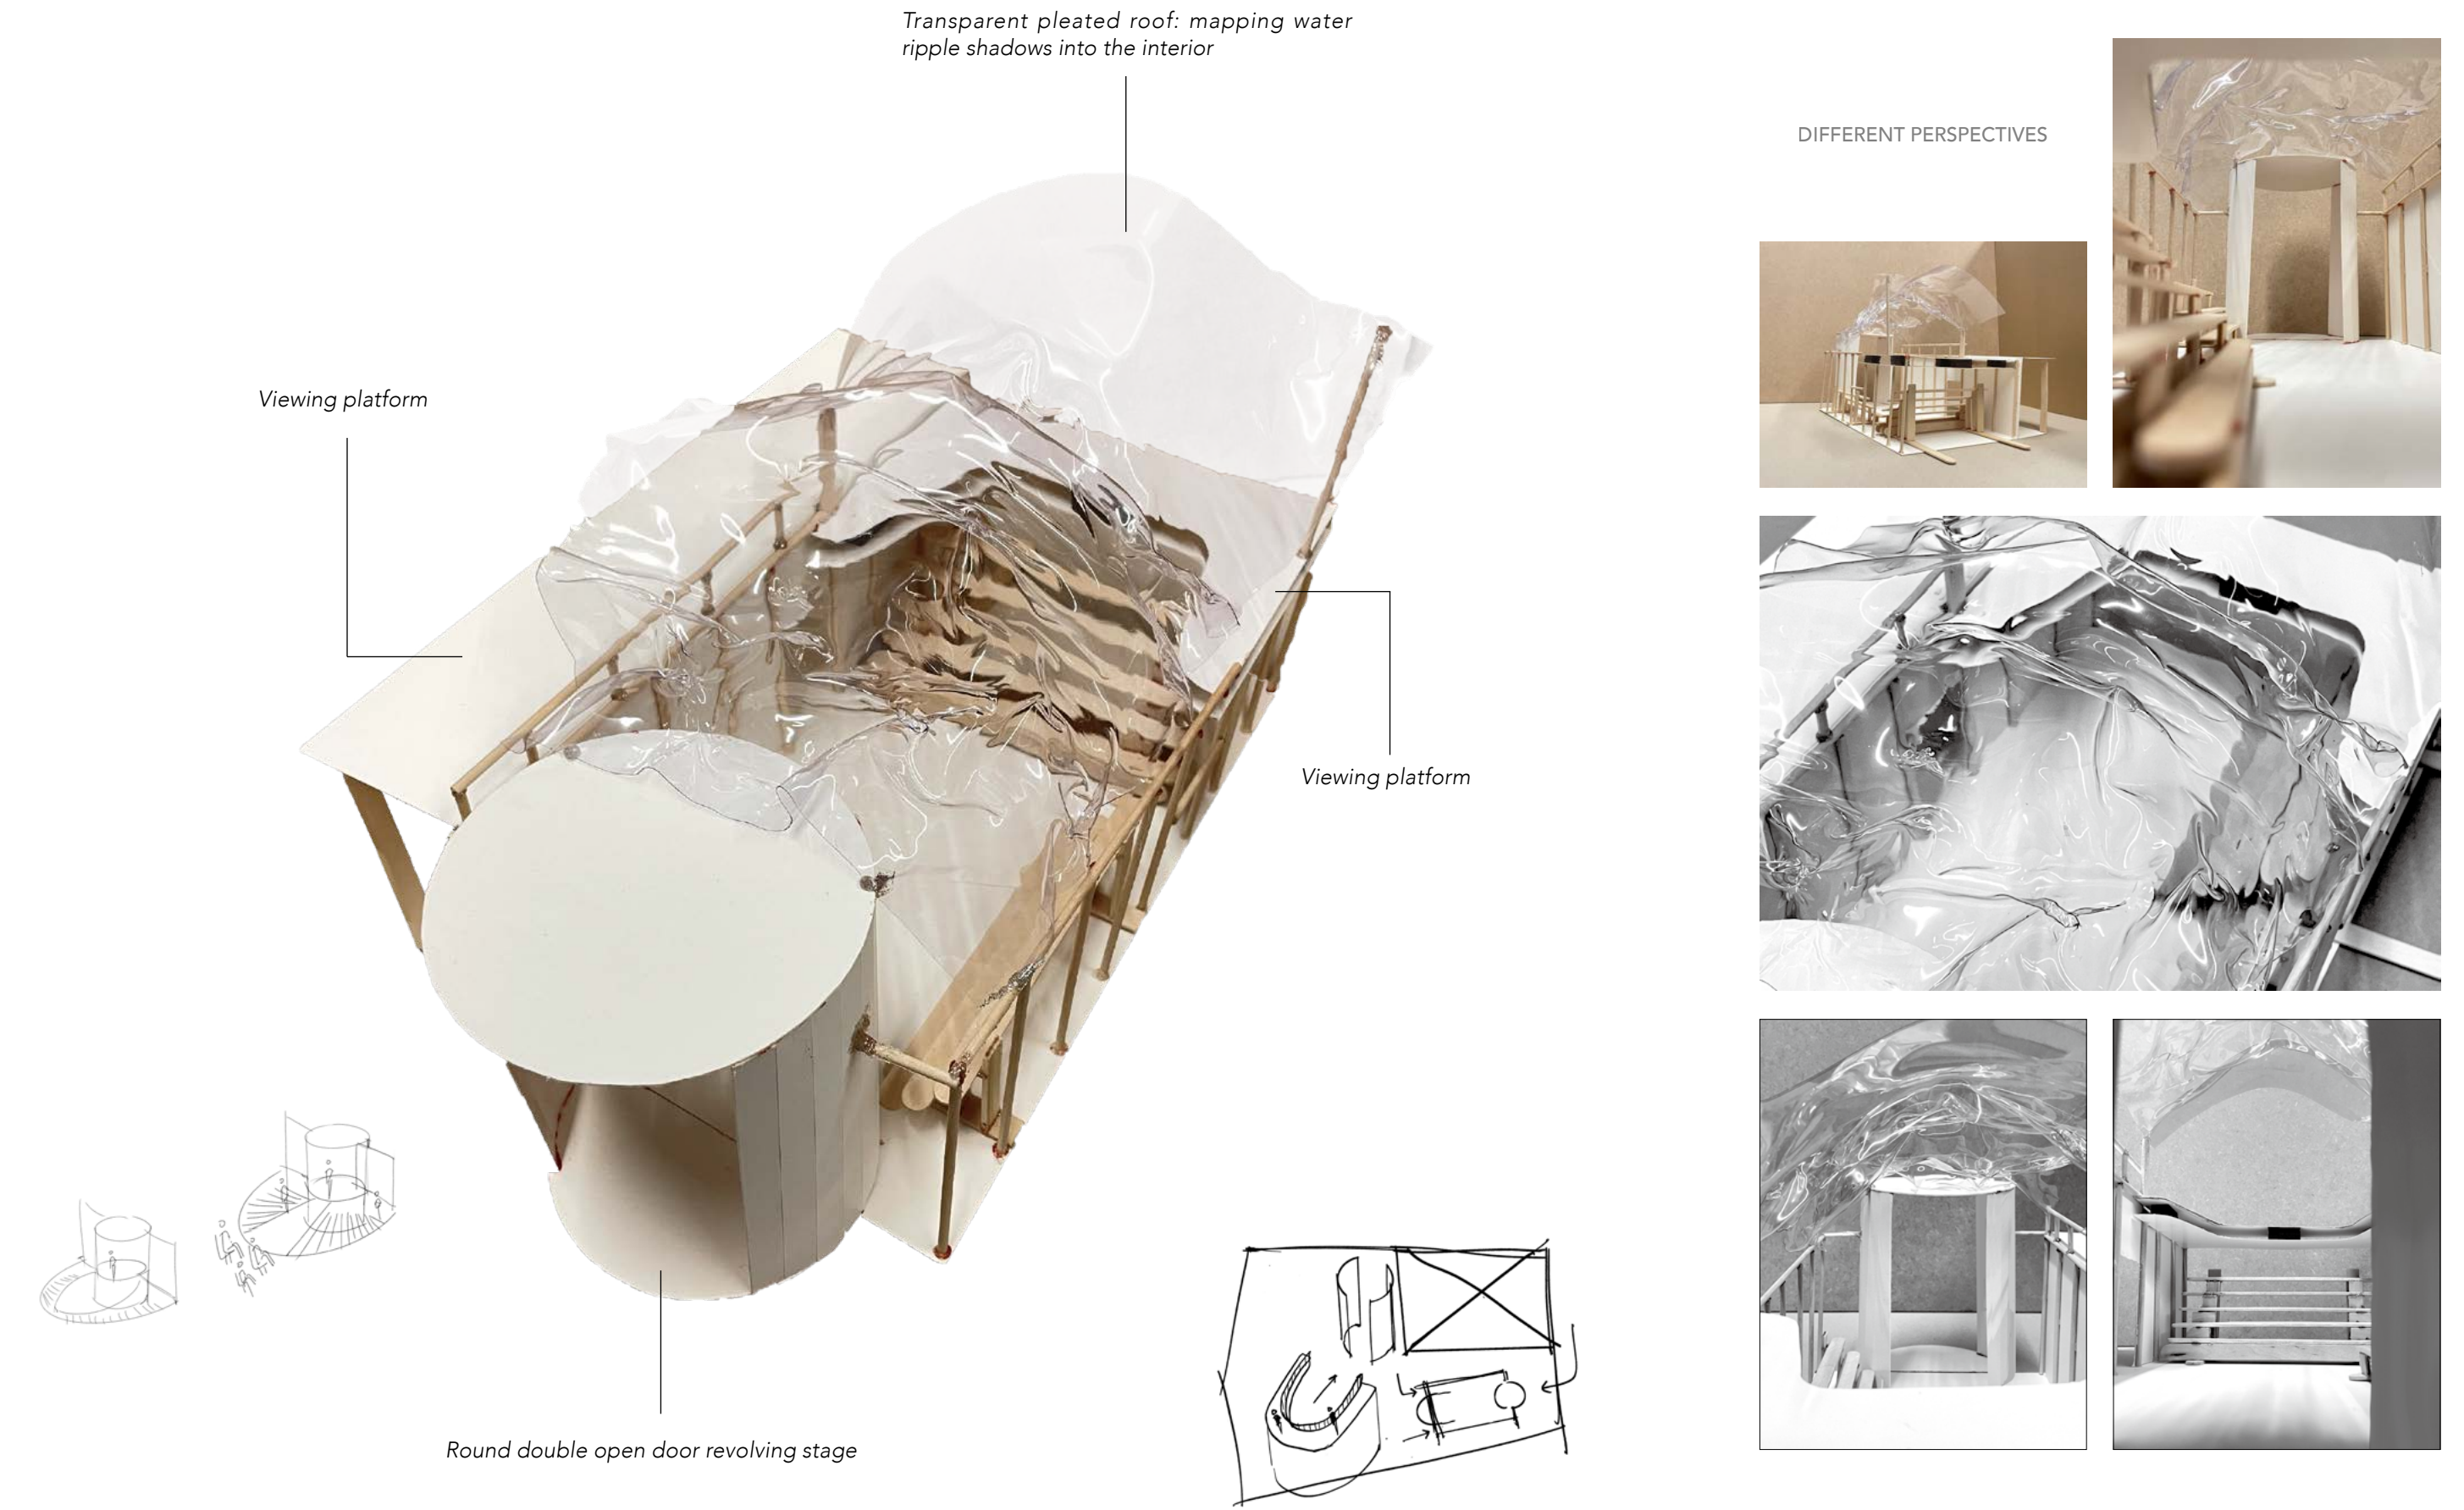 Transparent pleated roof: mapping water
ripple shadows into the interior
DIFFERENT PERSPECTIVES
Viewing platform
Viewing platform
Round double open door revolving stage